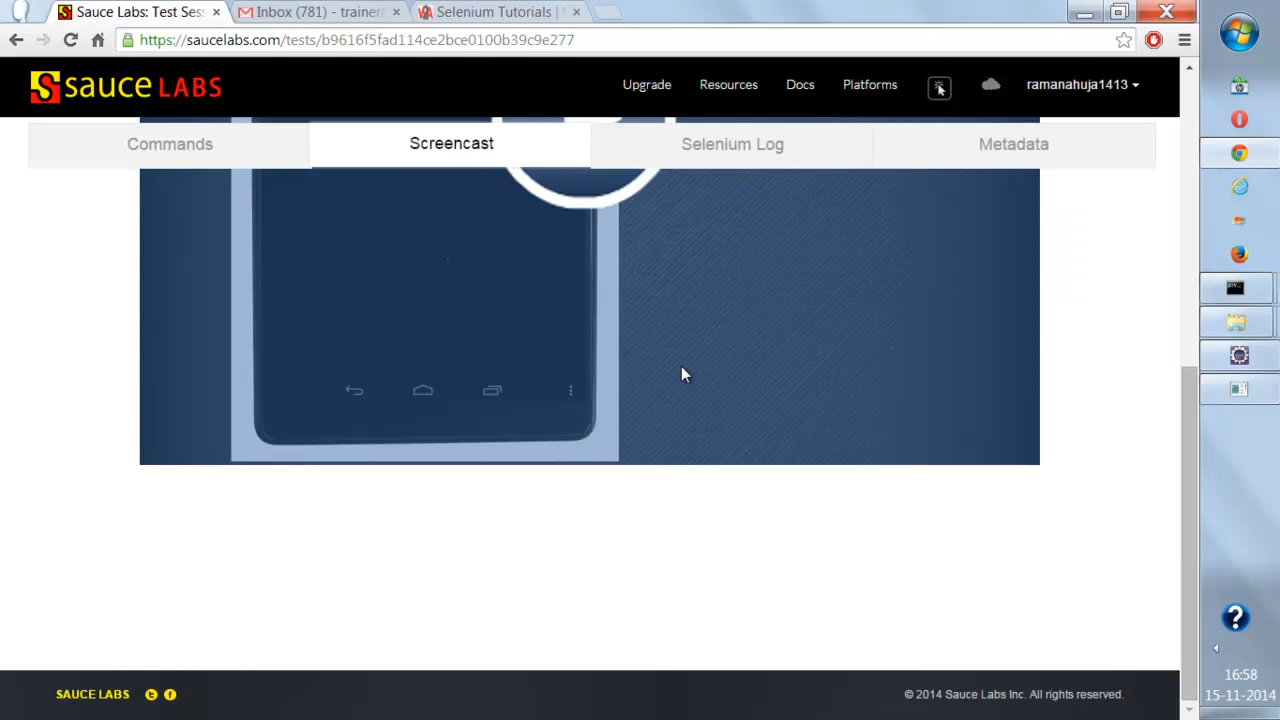 Sauce Labs: Test Sess
Inbox (781) - trainer
Selenium Tutorials |
https://saucelabs.com/tests/b9616f5fad114ce2bce0100b39c9e277
sauce LABS
Upgrade
Resources
Docs
Platforms
ramanahuja1413
Commands
Screencast
Selenium Log
Metadata
SAUCE LABS
© 2014 Sauce Labs Inc. All rights reserved.
16:58
15-11-2014